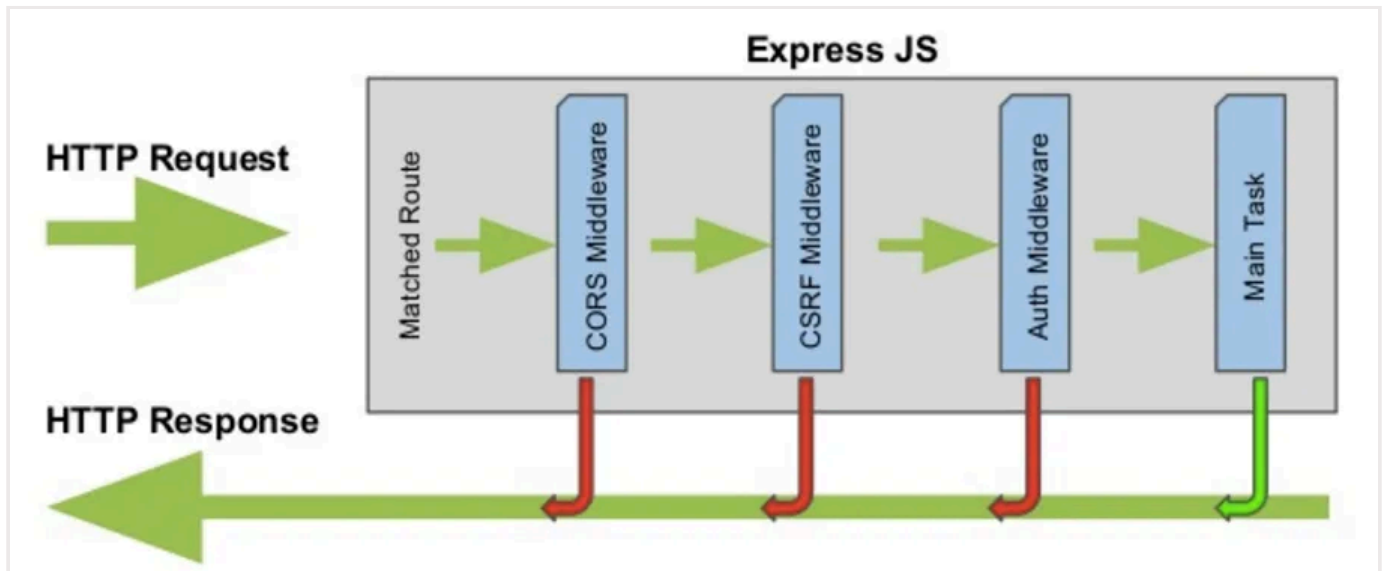 Express JS
HTTP Request
Matched Route
CORS Middleware
CSRF Middleware
Auth Middleware
Main Task
HTTP Response